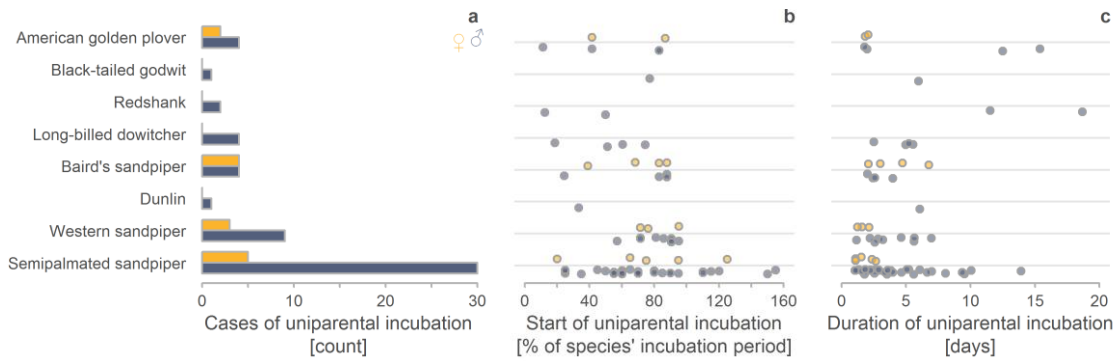 a
b
c
♀ ♂
American golden plover
Black-tailed godwit
Redshank
Long-billed dowitcher
Baird's sandpiper
Dunlin
Western sandpiper
Semipalmated sandpiper
0 10 20 30
0 40 80 120 160
0 5 10 15 20
Cases of uniparental incubation
[count]
Start of uniparental incubation
[% of species' incubation period]
Duration of uniparental incubation
[days]